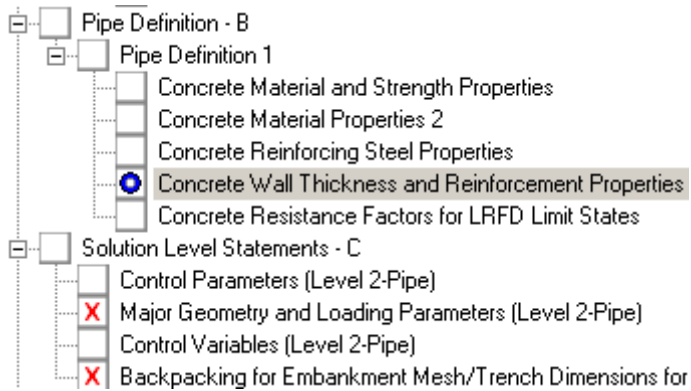 Pipe Definition - B
Pipe Definition 1
Concrete Material and Strength Properties
Concrete Material Properties 2
Concrete Reinforcing Steel Properties
Concrete Wall Thickness and Reinforcement Properties
Concrete Resistance Factors for LRFD Limit States
Solution Level Statements - C
Control Parameters (Level 2-Pipe)
X Major Geometry and Loading Parameters (Level 2-Pipe)
Control Variables (Level 2-Pipe)
X Backpacking for Embankment Mesh/Trench Dimensions for